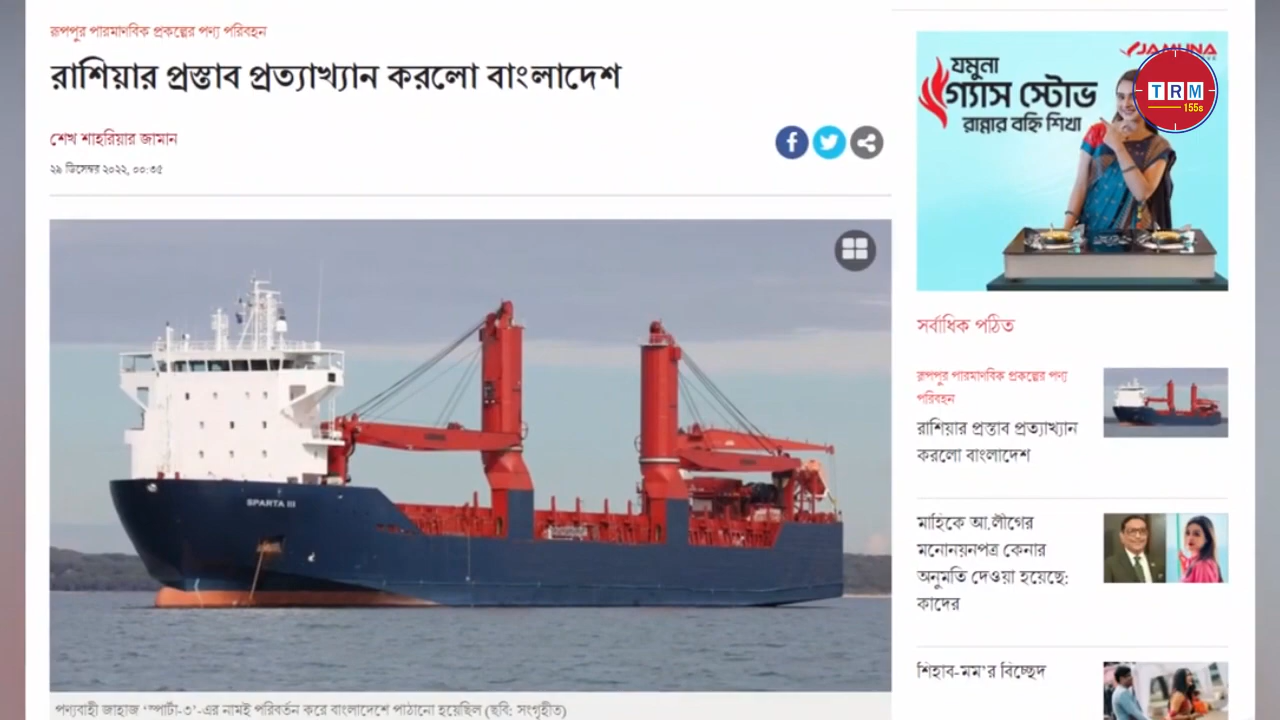 রূপপুর পারমাণবিক প্রকল্পের পণ্য পরিবহন
রাশিয়ার প্রস্তাব প্রত্যাখ্যান করলো বাংলাদেশ
শেখ শাহরিয়ার জামান
২৯ ডিসেম্বর ২০২২, ০০:৩৫
SPARTA III
পণ্যবাহী জাহাজ ‘স্পার্টা-৩’-এর নামই পরিবর্তন করে বাংলাদেশে পাঠানো হয়েছিল (ছবি: সংগৃহীত)
JAMUNA
যমুনা
গ্যাস স্টোভ
রান্নার বহ্নি শিখা
TRM
155s
সর্বাধিক পঠিত
রূপপুর পারমাণবিক প্রকল্পের পণ্য
পরিবহন
রাশিয়ার প্রস্তাব প্রত্যাখ্যান
করলো বাংলাদেশ
মাহিকে আ.লীগের
মনোনয়নপত্র কেনার
অনুমতি দেওয়া হয়েছে:
কাদের
শিহাব-মম’র বিচ্ছেদ